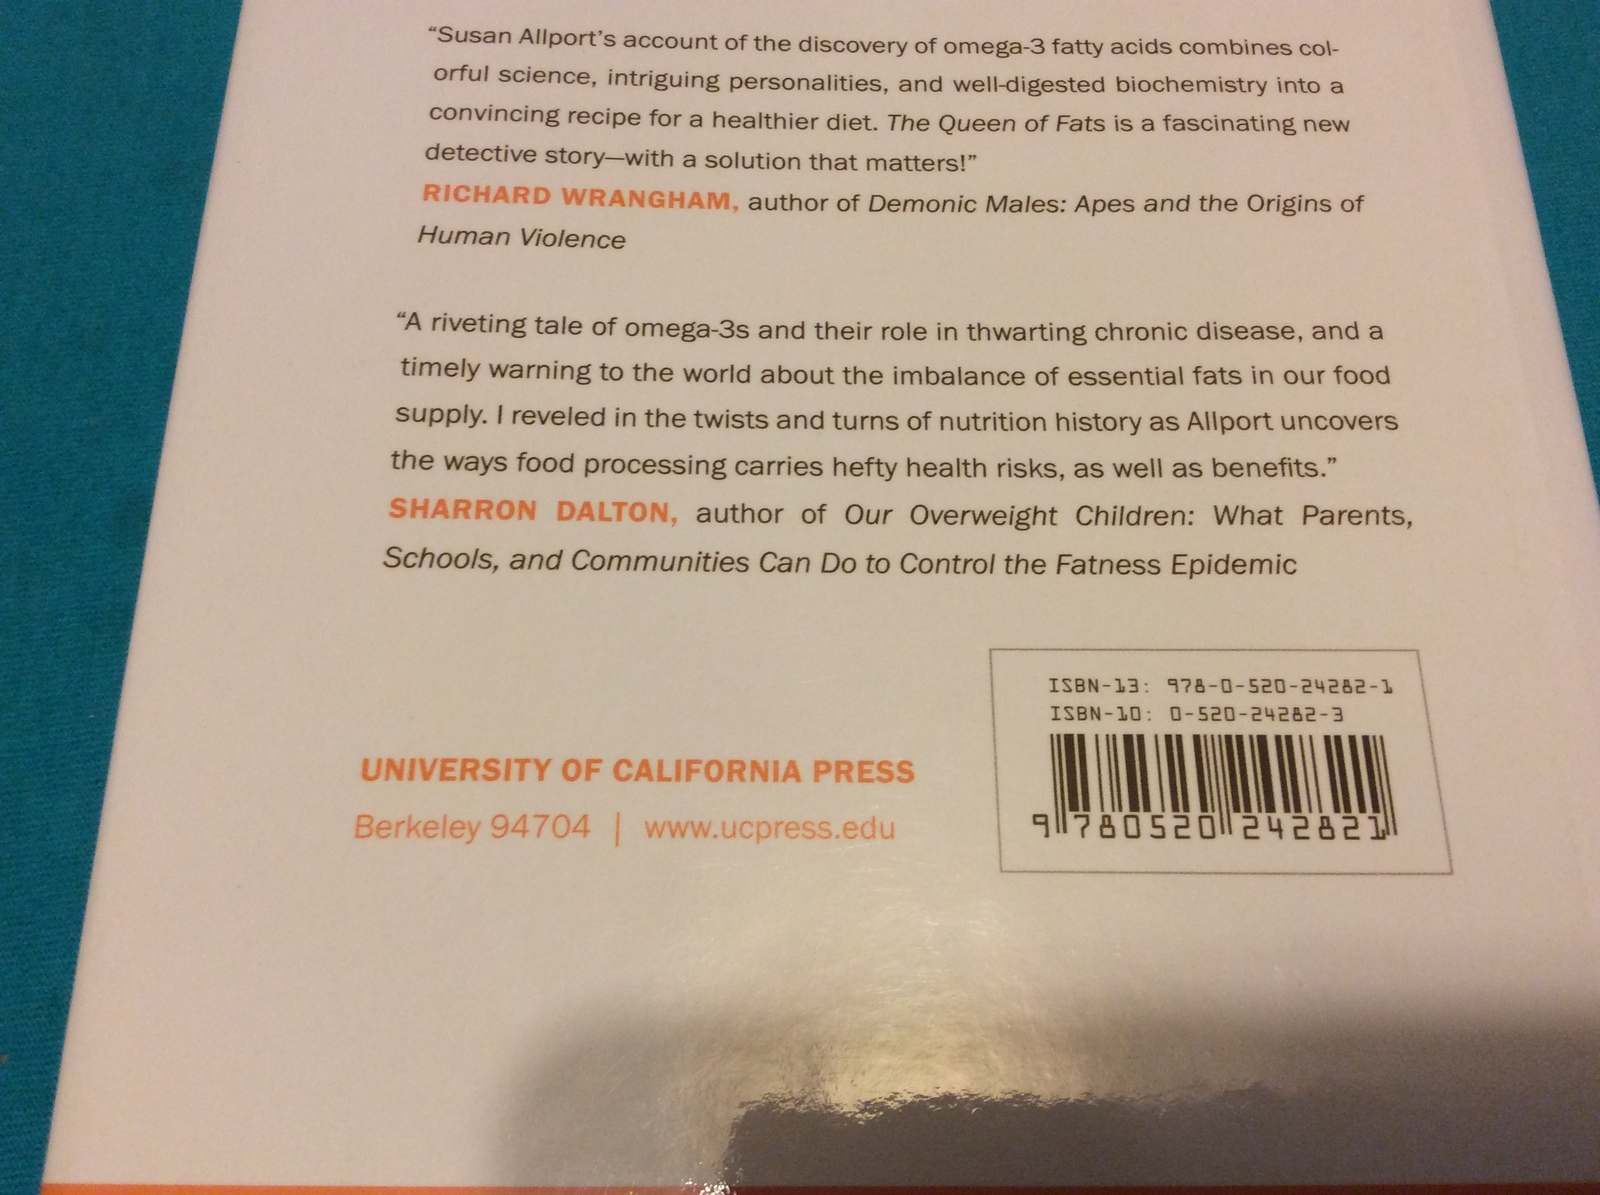 “Susan Allport’s account of the discovery of omega-3 fatty acids combines col-
orful science, intriguing personalities, and well-digested biochemistry into a
convincing recipe for a healthier diet. The Queen of Fats is a fascinating new
detective story—with a solution that matters!”
RICHARD WRANGHAM, author of Demonic Males: Apes and the Origins of
Human Violence
“A riveting tale of omega-3s and their role in thwarting chronic disease, and a
timely warning to the world about the imbalance of essential fats in our food
supply. I reveled in the twists and turns of nutrition history as Allport uncovers
the ways food processing carries hefty health risks, as well as benefits.”
SHARRON DALTON, author of Our Overweight Children: What Parents,
Schools, and Communities Can Do to Control the Fatness Epidemic
UNIVERSITY OF CALIFORNIA PRESS
Berkeley 94704 | www.ucpress.edu
ISBN-13: 978-0-520-24282-1
ISBN-10: 0-520-24282-3
9 780520 242821